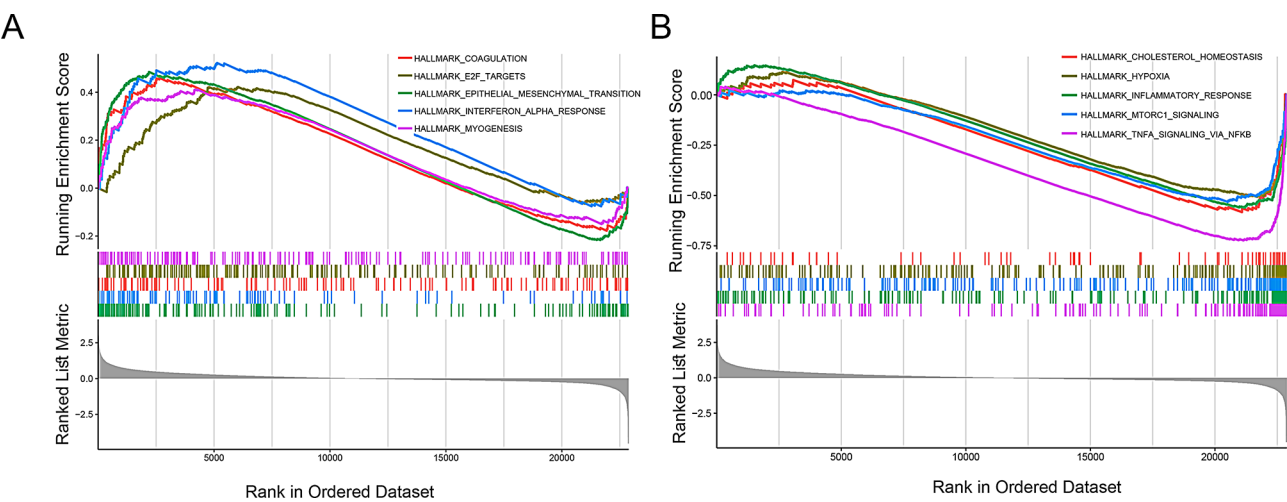 A
Running Enrichment Score
0.4
0.2
0.0
−0.2
HALLMARK_COAGULATION
HALLMARK_E2F_TARGETS
HALLMARK_EPITHELIAL_MESENCHYMAL_TRANSITION
HALLMARK_INTERFERON_ALPHA_RESPONSE
HALLMARK_MYOGENESIS
Ranked List Metric
2.5
0.0
−2.5
5000 10000 15000 20000
Rank in Ordered Dataset
B
Running Enrichment Score
0.00
−0.25
−0.50
−0.75
HALLMARK_CHOLESTEROL_HOMEOSTASIS
HALLMARK_HYPOXIA
HALLMARK_INFLAMMATORY_RESPONSE
HALLMARK_MTORC1_SIGNALING
HALLMARK_TNFA_SIGNALING_VIA_NFKB
Ranked List Metric
2.5
0.0
−2.5
5000 10000 15000 20000
Rank in Ordered Dataset